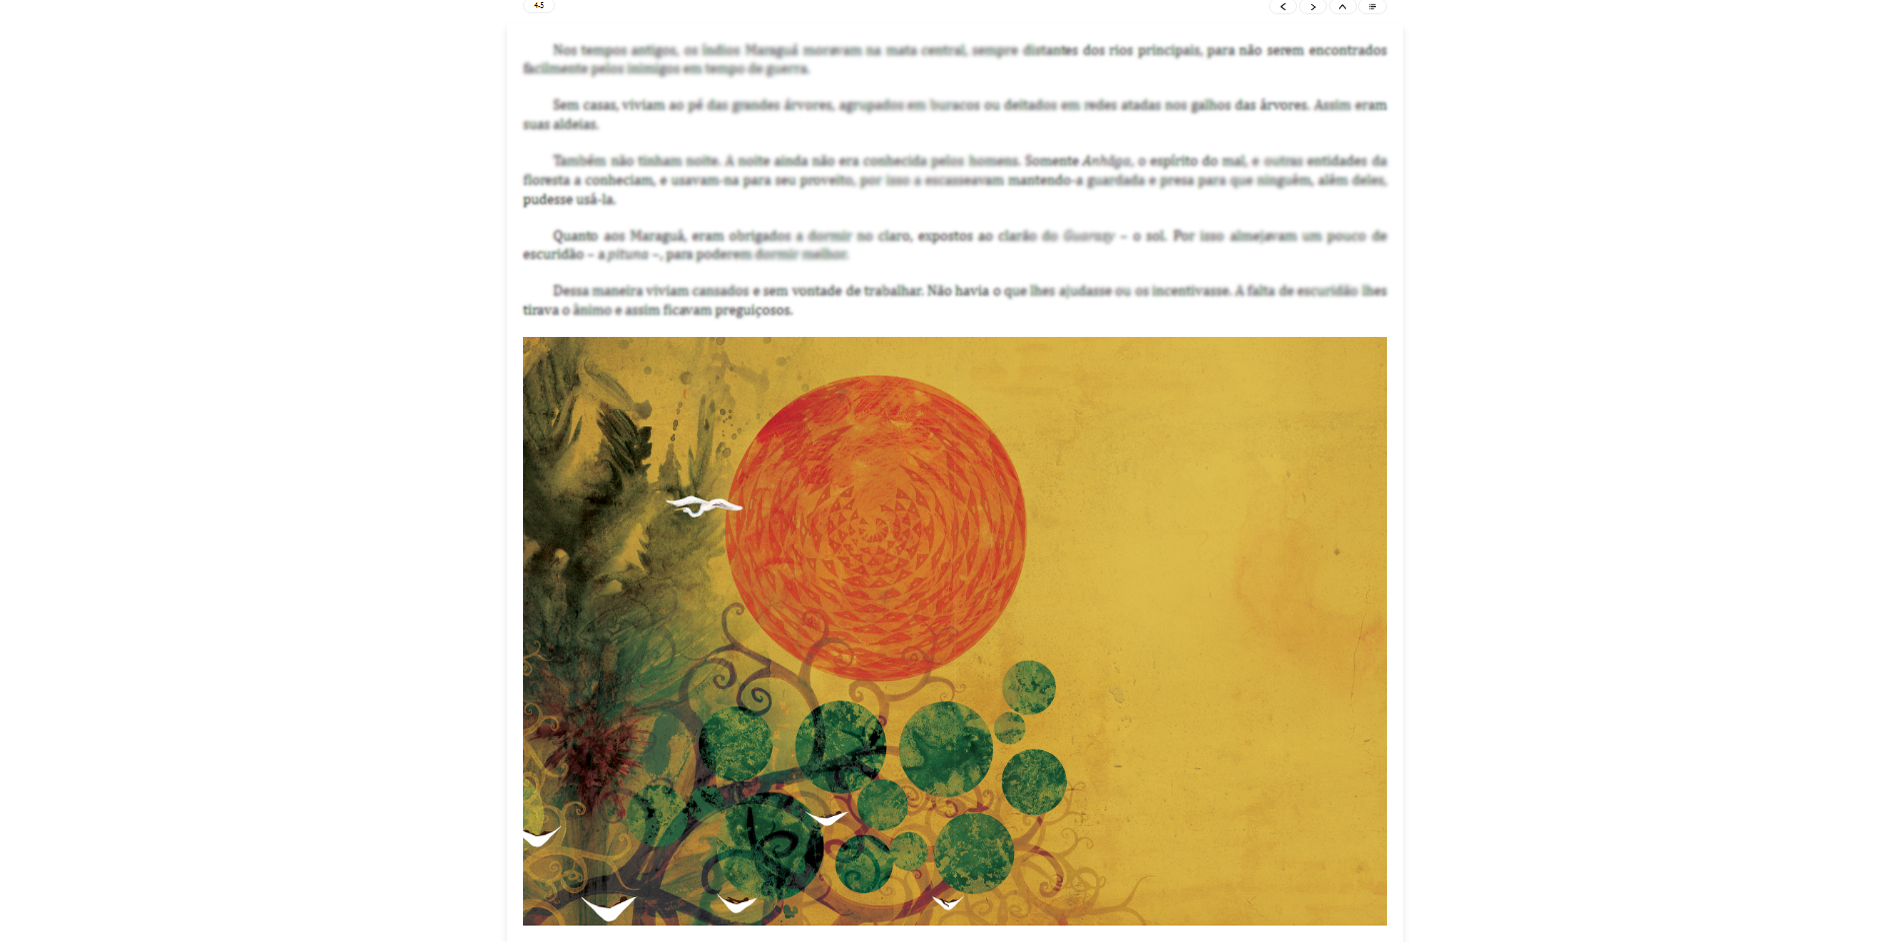 4-5
Nos tempos antigos, os índios Maraguá moravam na mata central, sempre distantes dos rios principais, para não serem encontrados
facilmente pelos inimigos em tempo de guerra.
Sem casas, viviam ao pé das grandes árvores, agrupados em buracos ou deitados em redes atadas nos galhos das árvores. Assim eram
suas aldeias.
Também não tinham noite. A noite ainda não era conhecida pelos homens. Somente Anhãga, o espírito do mal, e outras entidades da
floresta a conheciam, e usavam-na para seu proveito, por isso a escasseavam mantendo-a guardada e presa para que ninguém, além deles,
pudesse usá-la.
Quanto aos Maraguá, eram obrigados a dormir no claro, expostos ao clarão do Guarasy – o sol. Por isso almejavam um pouco de
escuridão – a pituna –, para poderem dormir melhor.
Dessa maneira viviam cansados e sem vontade de trabalhar. Não havia o que lhes ajudasse ou os incentivasse. A falta de escuridão lhes
tirava o ânimo e assim ficavam preguiçosos.